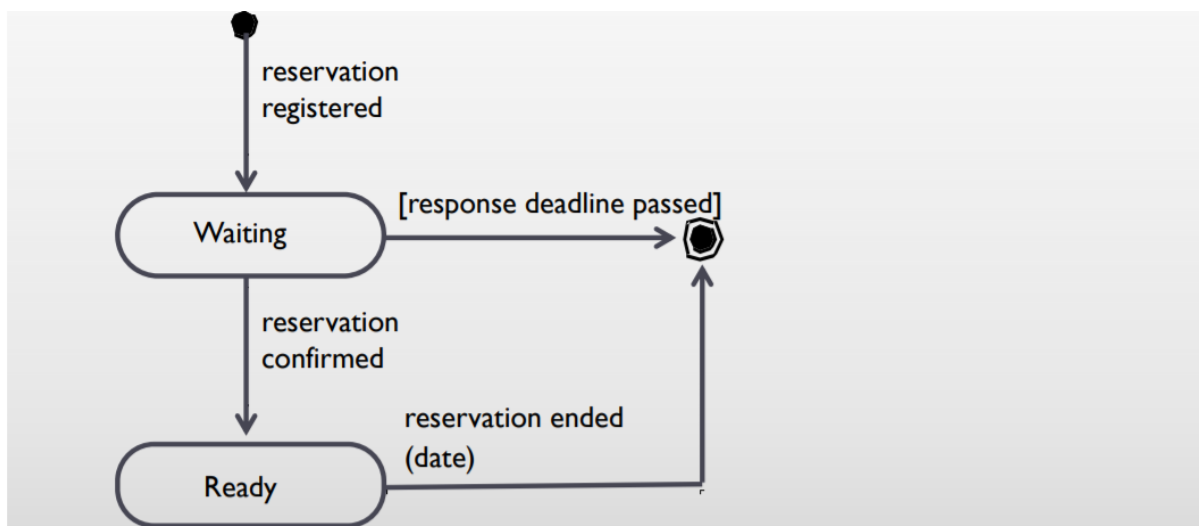 reservation
registered
[response deadline passed]
Waiting
reservation
confirmed
reservation ended
(date)
Ready